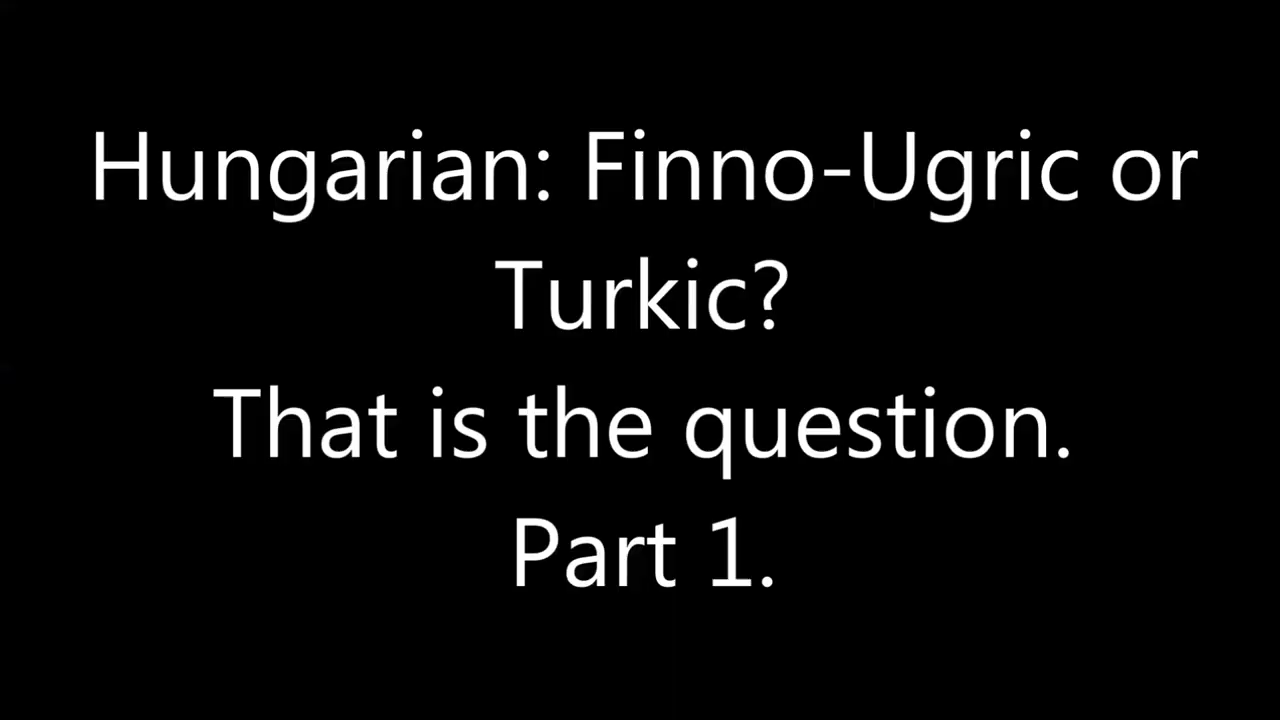 Hungarian: Finno-Ugric or
Turkic?
That is the question.
Part 1.